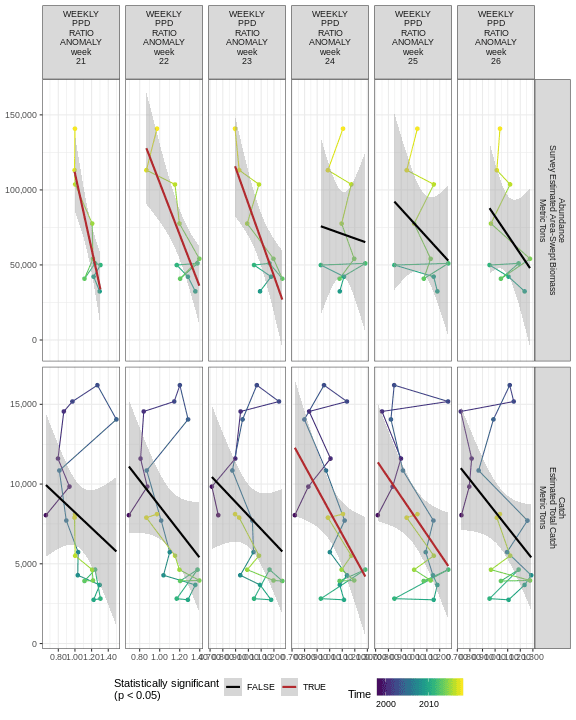 WEEKLY
PPD
RATIO
ANOMALY
week
21
WEEKLY
PPD
RATIO
ANOMALY
week
22
WEEKLY
PPD
RATIO
ANOMALY
week
23
WEEKLY
PPD
RATIO
ANOMALY
week
24
WEEKLY
PPD
RATIO
ANOMALY
week
25
WEEKLY
PPD
RATIO
ANOMALY
week
26
150,000
100,000
50,000
0
Abundance
Survey Estimated Area-Swept Biomass
Metric Tons
15,000
10,000
5,000
0
Catch
Estimated Total Catch
Metric Tons
0.80 1.00 1.20 1.40
0.80 1.00 1.20
Statistically significant
(p < 0.05)
FALSE
TRUE
Time
2000
2010